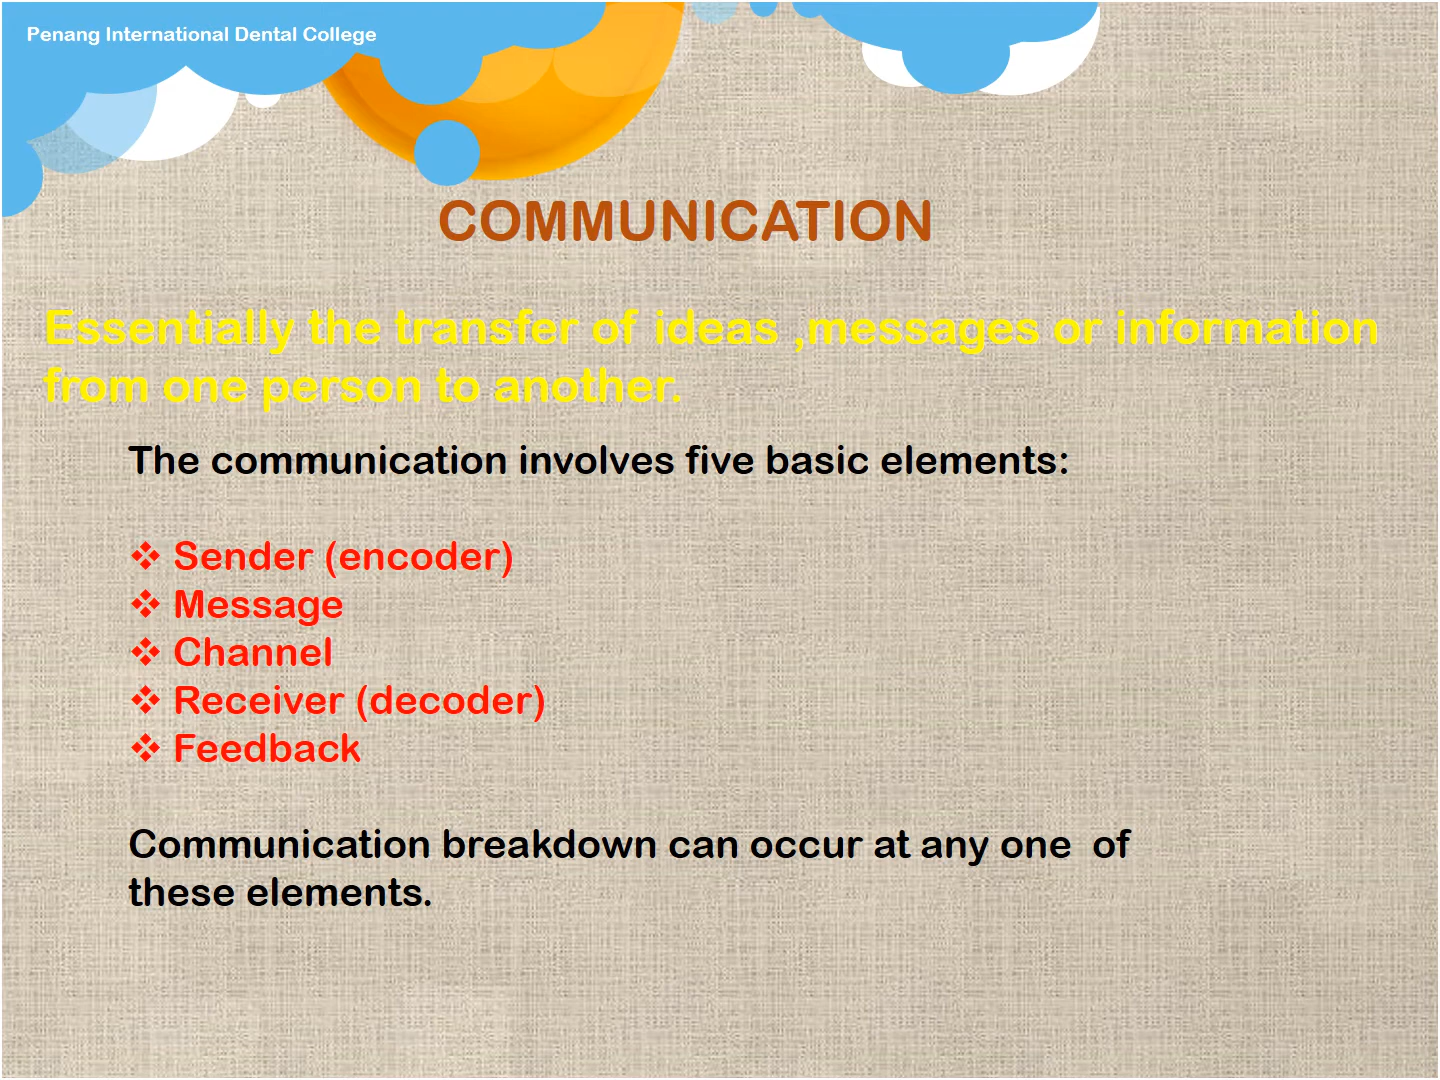 Penang International Dental College
COMMUNICATION
Essentially the transfer of ideas ,messages or information
from one person to another.
The communication involves five basic elements:
❖ Sender (encoder)
❖ Message
❖ Channel
❖ Receiver (decoder)
❖ Feedback
Communication breakdown can occur at any one  of
these elements.